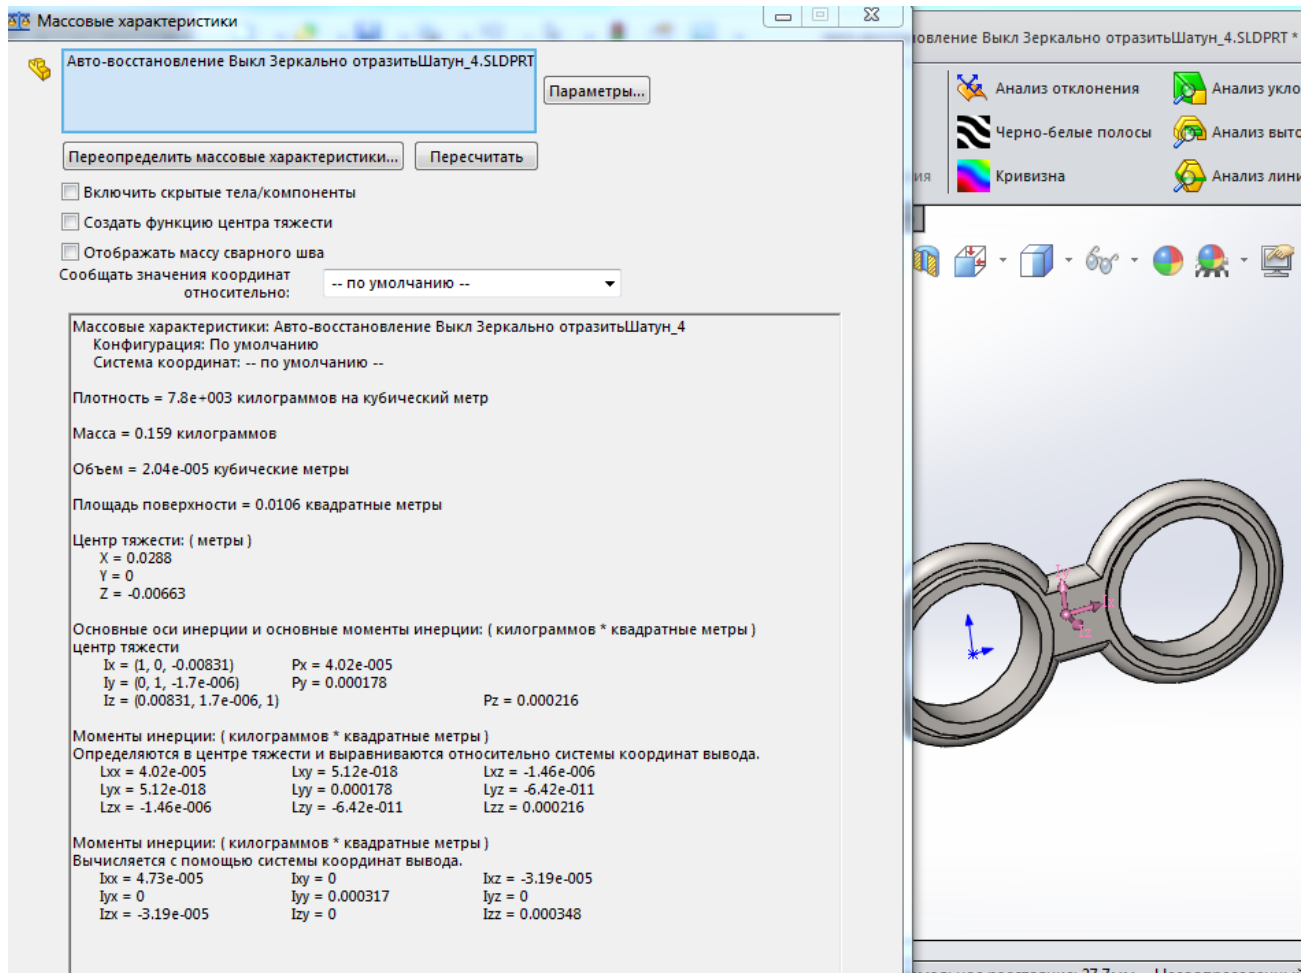 Массовые характеристики
Авто-восстановление Выкл Зеркально отразитьШатун_4.SLDPRT
Параметры...
Переопределить массовые характеристики... Пересчитать
Включить скрытые тела/компоненты
Создать функцию центра тяжести
Отображать массу сварного шва
Сообщать значения координат
относительно:
-- по умолчанию --
Массовые характеристики: Авто-восстановление Выкл Зеркально отразитьШатун_4
Конфигурация: По умолчанию
Система координат: -- по умолчанию --
Плотность = 7.8e+003 килограммов на кубический метр
Масса = 0.159 килограммов
Объем = 2.04e-005 кубические метры
Площадь поверхности = 0.0106 квадратные метры
Центр тяжести: ( метры )
X = 0.0288
Y = 0
Z = -0.00663
Основные оси инерции и основные моменты инерции: ( килограммов * квадратные метры )
центр тяжести
Ix = (1, 0, -0.00831) Px = 4.02e-005
Iy = (0, 1, -1.7e-006) Py = 0.000178
Iz = (0.00831, 1.7e-006, 1) Pz = 0.000216
Моменты инерции: ( килограммов * квадратные метры )
Определяются в центре тяжести и выравниваются относительно системы координат вывода.
Lxx = 4.02e-005 Lxy = 5.12e-018 Lxz = -1.46e-006
Lyx = 5.12e-018 Lyy = 0.000178 Lyz = -6.42e-011
Lzx = -1.46e-006 Lzy = -6.42e-011 Lzz = 0.000216
Моменты инерции: ( килограммов * квадратные метры )
Вычисляется с помощью системы координат вывода.
Ixx = 4.73e-005 Ixy = 0 Ixz = -3.19e-005
Iyx = 0 Iyy = 0.000317 Iyz = 0
Izx = -3.19e-005 Izy = 0 Izz = 0.000348
овление Выкл Зеркально отразитьШатун_4.SLDPRT *
Анализ отклонения Анализ укло
Черно-белые полосы Анализ выто
ия Кривизна Анализ лини
Iy
Ix
Iz